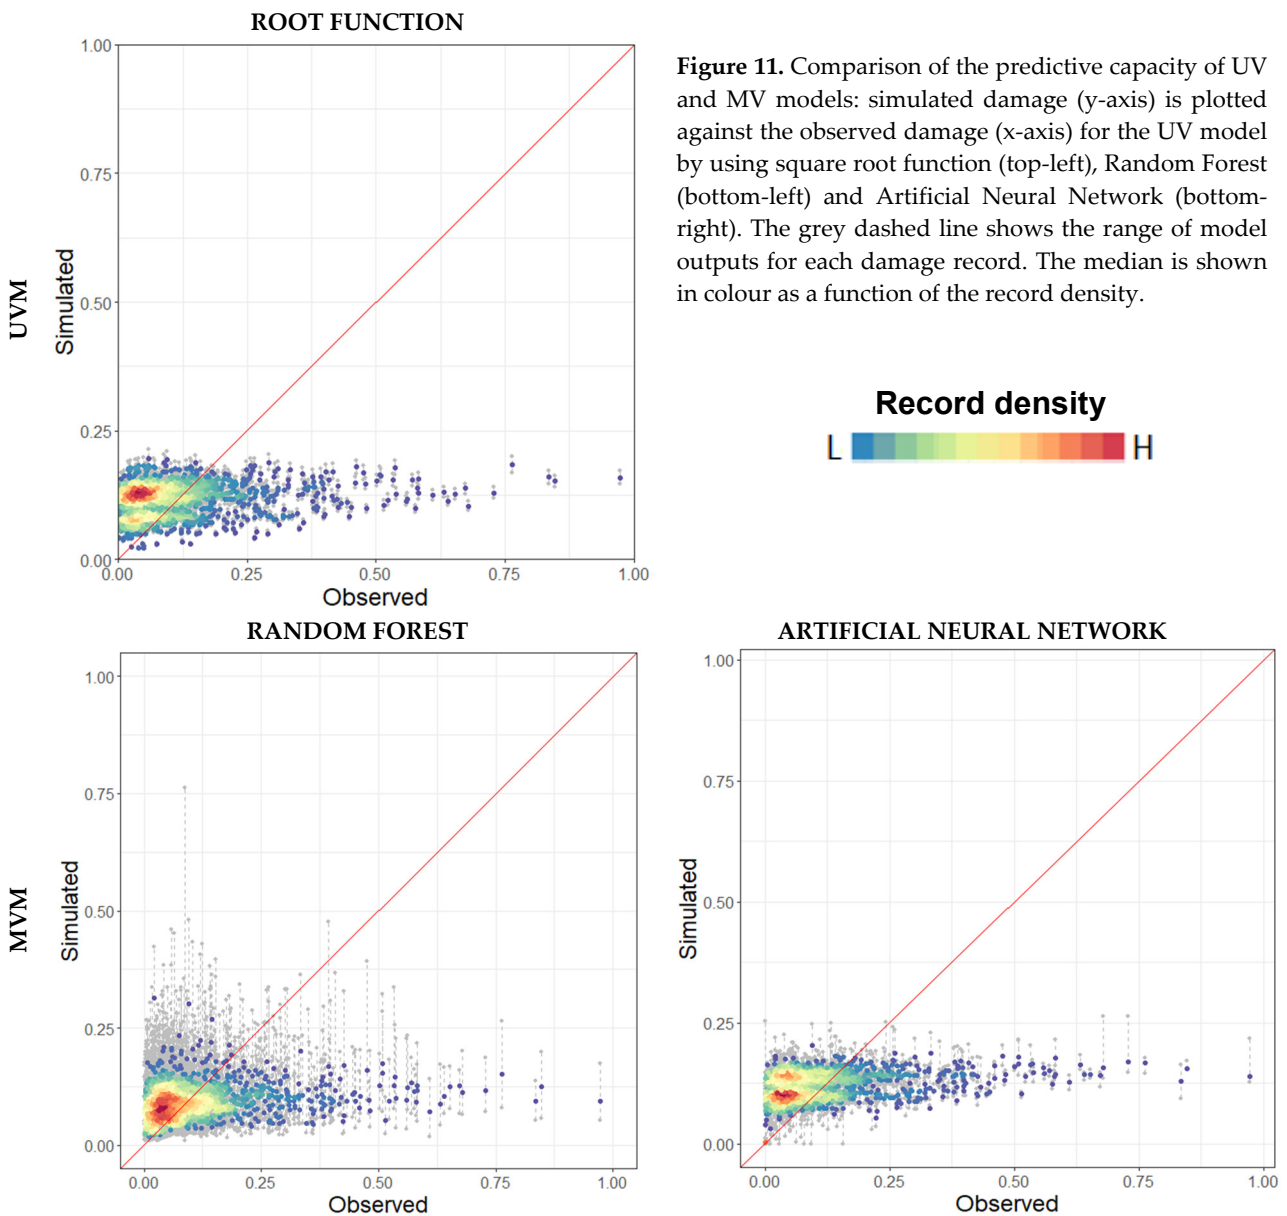 ROOT FUNCTION
Figure 11. Comparison of the predictive capacity of UV
and MV models: simulated damage (y-axis) is plotted
against the observed damage (x-axis) for the UV model
by using square root function (top-left), Random Forest
(bottom-left) and Artificial Neural Network (bottom-
right). The grey dashed line shows the range of model
outputs for each damage record. The median is shown
in colour as a function of the record density.
UVM
Simulated
1.00
0.75
0.50
0.25
0.00
0.00 0.25 0.50 0.75 1.00
Observed
Record density
L H
RANDOM FOREST
MVM
Simulated
1.00
0.75
0.50
0.25
0.00
0.00 0.25 0.50 0.75 1.00
Observed
ARTIFICIAL NEURAL NETWORK
Simulated
1.00
0.75
0.50
0.25
0.00
0.00 0.25 0.50 0.75 1.00
Observed